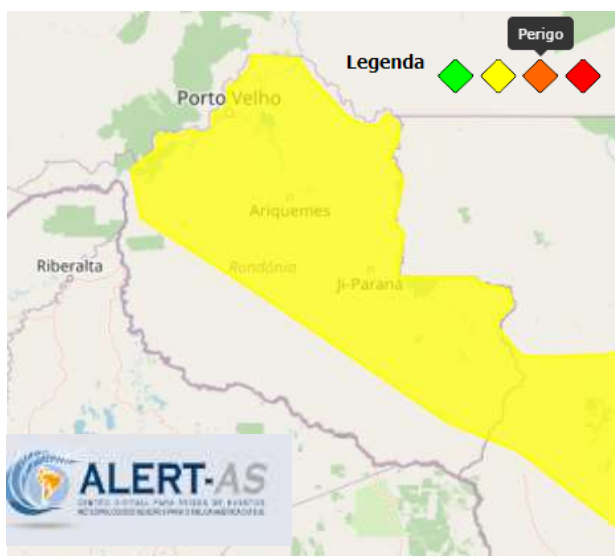 Perigo
Legenda
Porto Velho
Ariquemes
Riberalta
Rondônia
Ji-Paraná
ALERT-AS